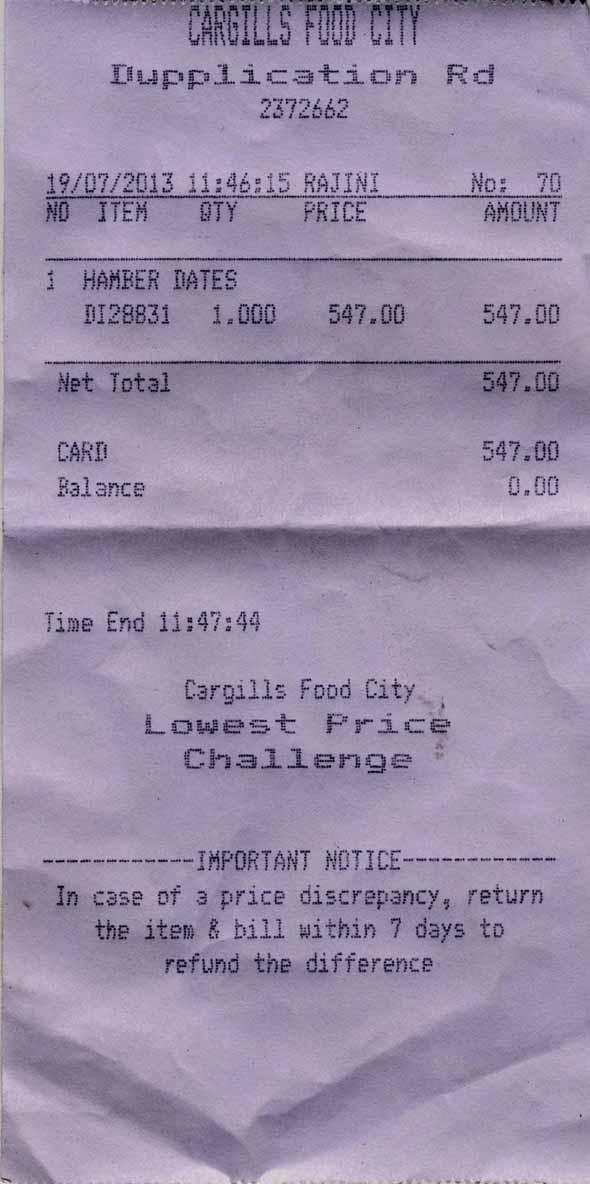 CARGILLS FOOD CITY
Dupplication Rd
2372662
19/07/2013 11:46:15 RAJINI No: 70
NO ITEM QTY PRICE AMOUNT
1 HAMBER DATES
DI28831 1.000 547.00 547.00
Net Total 547.00
CARD 547.00
Balance 0.00
Time End 11:47:44
Cargills Food City
Lowest Price
Challenge
------------IMPORTANT NOTICE------------
In case of a price discrepancy, return
the item & bill within 7 days to
refund the difference